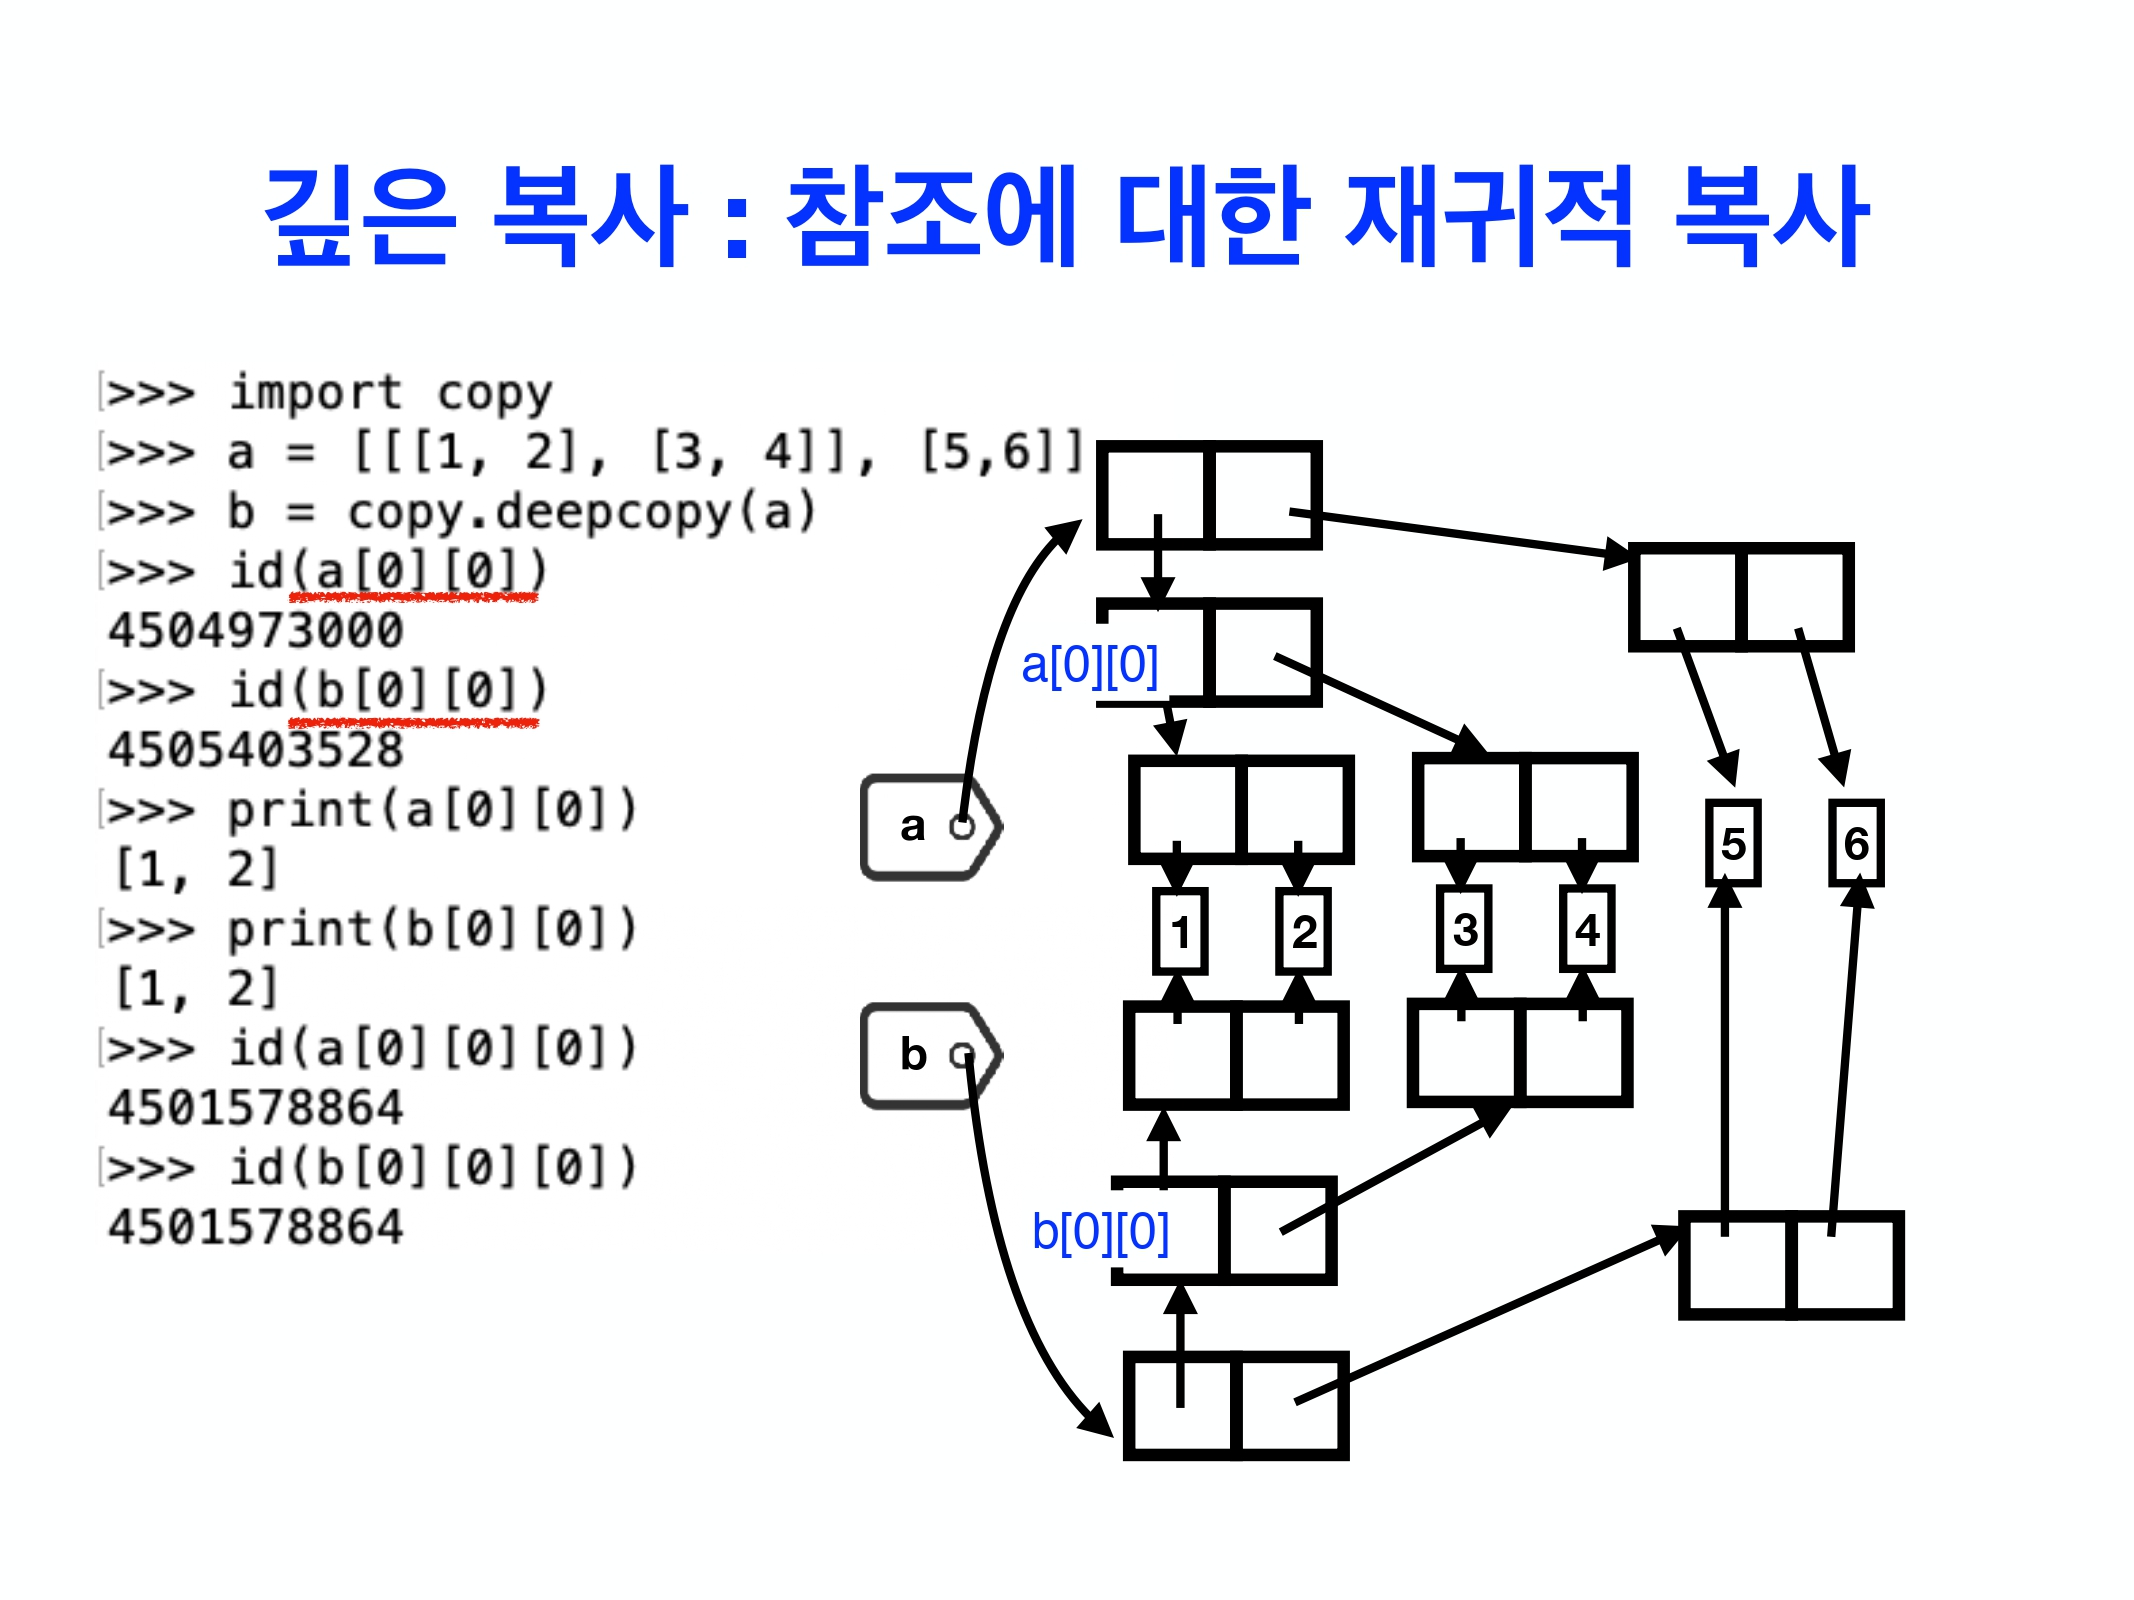 깊은 복사 : 참조에 대한 재귀적 복사
>>> import copy
>>> a = [[[1, 2], [3, 4]], [5,6]]
>>> b = copy.deepcopy(a)
>>> id(a[0][0])
4504973000
>>> id(b[0][0])
4505403528
>>> print(a[0][0])
[1, 2]
>>> print(b[0][0])
[1, 2]
>>> id(a[0][0][0])
4501578864
>>> id(b[0][0][0])
4501578864
a[0][0]
a
5 6
1 2 3 4
b
b[0][0]